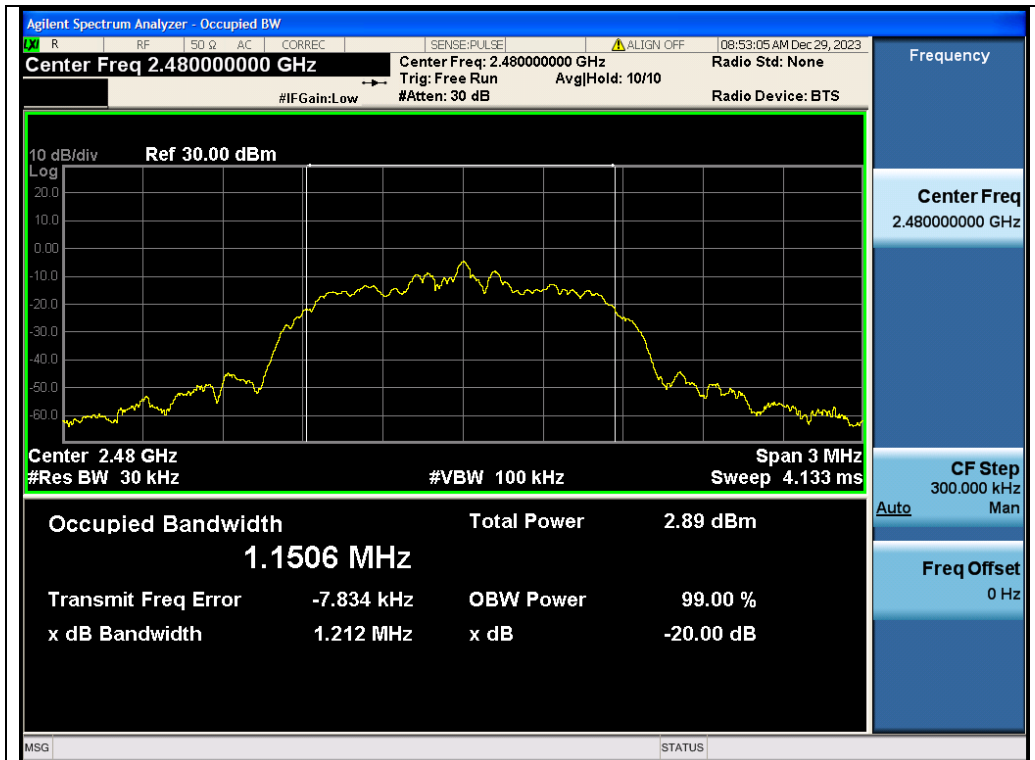 Agilent Spectrum Analyzer - Occupied BW
LXI R RF 50 Ω AC CORREC SENSE:PULSE ALIGN OFF 08:53:05 AM Dec 29, 2023
Center Freq 2.480000000 GHz
Center Freq: 2.480000000 GHz Radio Std: None
Trig: Free Run Avg|Hold: 10/10
#IFGain:Low #Atten: 30 dB Radio Device: BTS
10 dB/div Ref 30.00 dBm
Log
20.0
10.0
0.00
-10.0
-20.0
-30.0
-40.0
-50.0
-60.0
Center 2.48 GHz Span 3 MHz
#Res BW 30 kHz #VBW 100 kHz Sweep 4.133 ms
Occupied Bandwidth Total Power 2.89 dBm
1.1506 MHz
Transmit Freq Error -7.834 kHz OBW Power 99.00 %
x dB Bandwidth 1.212 MHz x dB -20.00 dB
Frequency
Center Freq
2.480000000 GHz
CF Step
300.000 kHz
Auto Man
Freq Offset
0 Hz
MSG STATUS